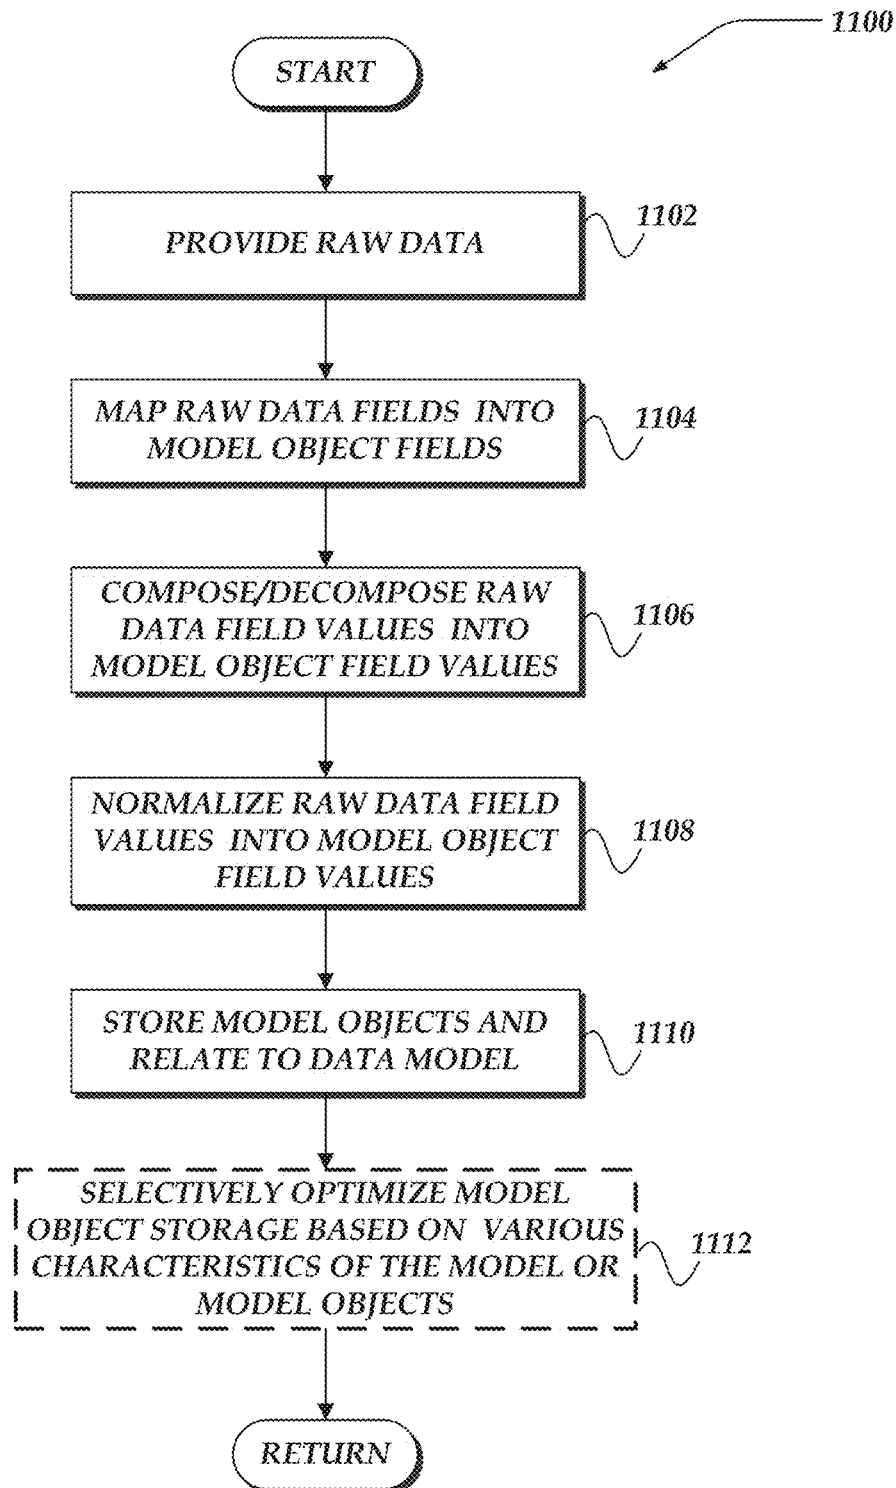 1100
START
PROVIDE RAW DATA
1102
MAP RAW DATA FIELDS INTO
MODEL OBJECT FIELDS
1104
COMPOSE/DECOMPOSE RAW
DATA FIELD VALUES INTO
MODEL OBJECT FIELD VALUES
1106
NORMALIZE RAW DATA FIELD
VALUES INTO MODEL OBJECT
FIELD VALUES
1108
STORE MODEL OBJECTS AND
RELATE TO DATA MODEL
1110
SELECTIVELY OPTIMIZE MODEL
OBJECT STORAGE BASED ON VARIOUS
CHARACTERISTICS OF THE MODEL OR
MODEL OBJECTS
1112
RETURN